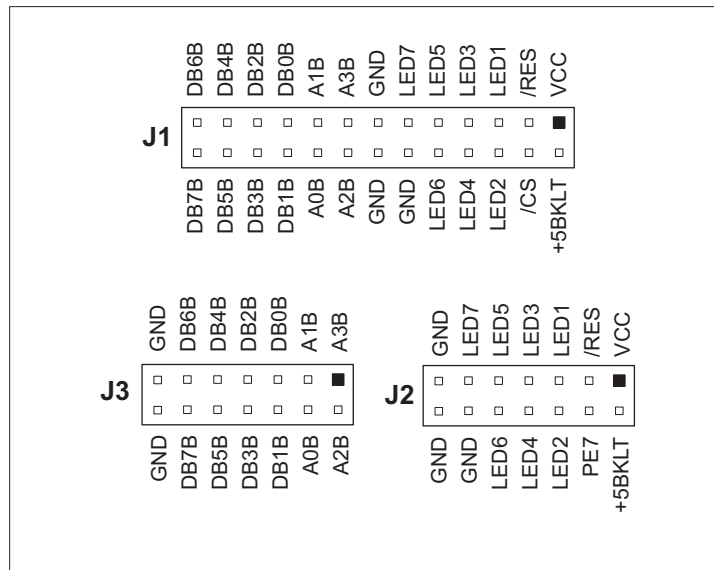 DB6B DB4B DB2B DB0B A1B A3B GND LED7 LED5 LED3 LED1 /RES VCC
J1
DB7B DB5B DB3B DB1B A0B A2B GND GND LED6 LED4 LED2 /CS +5BKLT
GND DB6B DB4B DB2B DB0B A1B A3B
J3
GND DB7B DB5B DB3B DB1B A0B A2B
GND LED7 LED5 LED3 LED1 /RES VCC
J2
GND GND LED6 LED4 LED2 PE7 +5BKLT